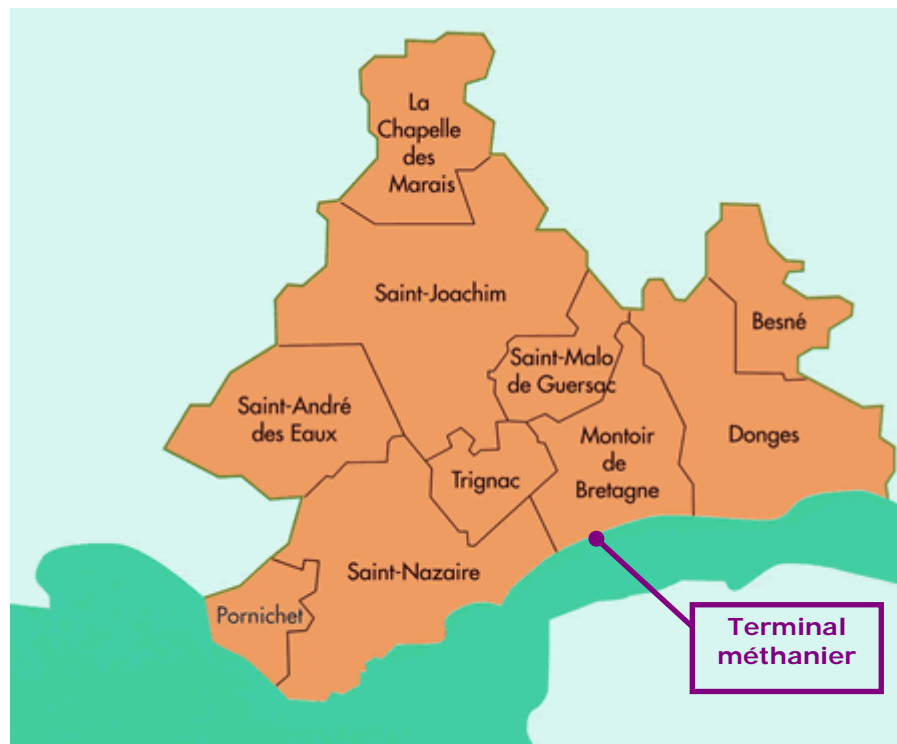 La
Chapelle
des
Marais
Saint-Joachim
Besné
Saint-Malo
de Guersac
Saint-André
des Eaux
Montoir
de
Bretagne
Donges
Trignac
Saint-Nazaire
Pornichet
Terminal
méthanier